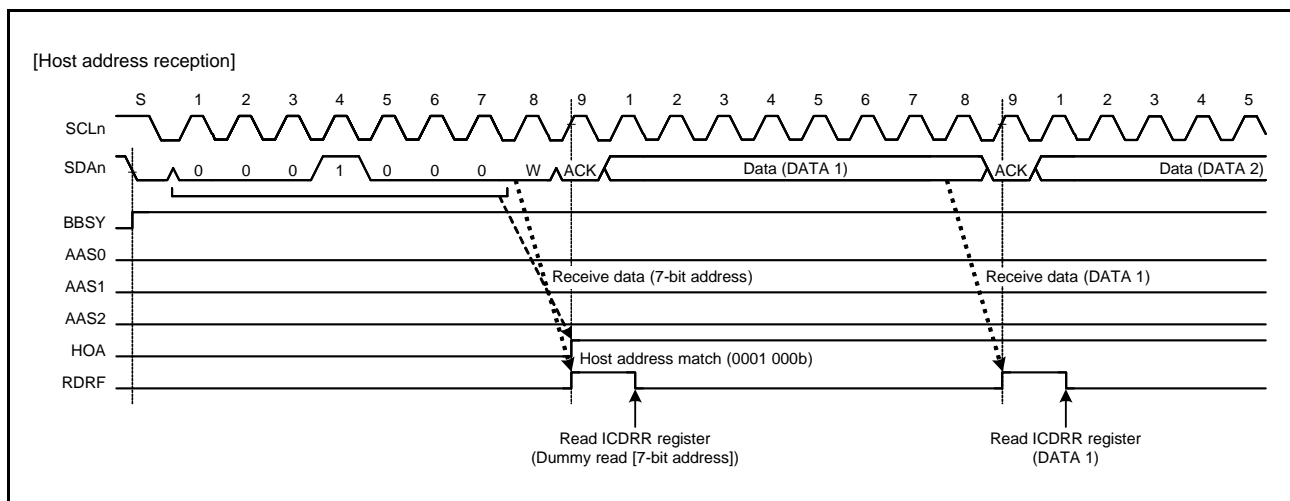 [Host address reception]
S 1 2 3 4 5 6 7 8 9 1 2 3 4 5 6 7 8 9 1 2 3 4 5
SCLn
SDAn 0 0 0 1 0 0 0 W ACK Data (DATA 1) ACK Data (DATA 2)
BBSY
AAS0
AAS1 Receive data (7-bit address) Receive data (DATA 1)
AAS2
HOA Host address match (0001 000b)
RDRF
Read ICDRR register Read ICDRR register
(Dummy read [7-bit address]) (DATA 1)